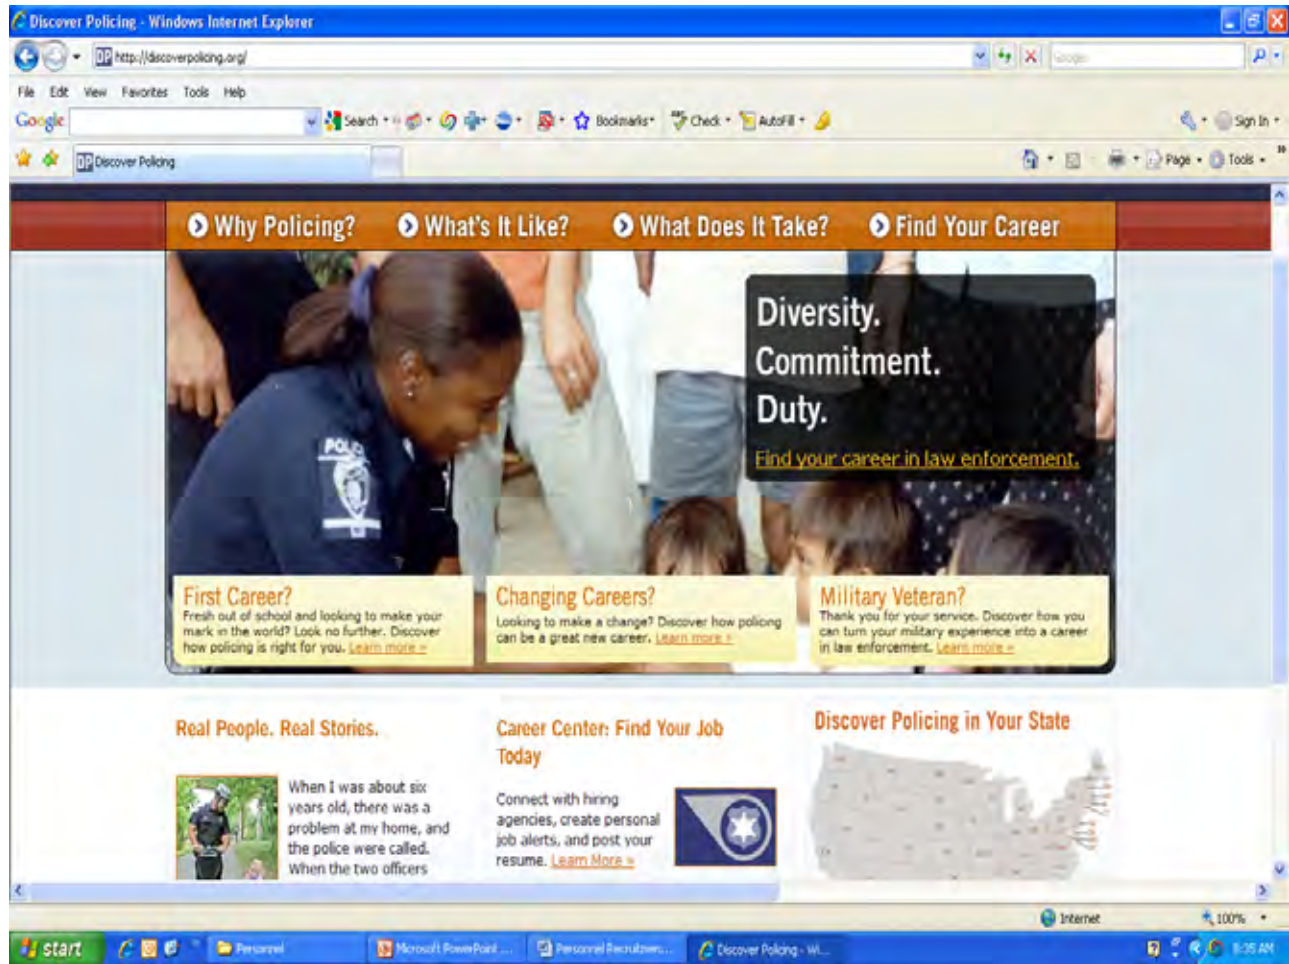 Discover Policing - Windows Internet Explorer
http://discoverpolicing.org/
Google
File Edit View Favorites Tools Help
Google
Search
Bookmarks
Check
AutoFill
Sign In
Discover Policing
Page
Tools
Why Policing?
What's It Like?
What Does It Take?
Find Your Career
Diversity.
Commitment.
Duty.
Find your career in law enforcement.
POLICE
First Career?
Fresh out of school and looking to make your
mark in the world? Look no further. Discover
how policing is right for you. Learn more »
Changing Careers?
Looking to make a change? Discover how policing
can be a great new career. Learn more »
Military Veteran?
Thank you for your service. Discover how you
can turn your military experience into a career
in law enforcement. Learn more »
Real People. Real Stories.
When I was about six
years old, there was a
problem at my home, and
the police were called.
When the two officers
Career Center: Find Your Job
Today
Connect with hiring
agencies, create personal
job alerts, and post your
resume. Learn More »
Discover Policing in Your State
Internet
100%
start
Personnel
Microsoft PowerPoint ...
Personnel Recruitmen...
Discover Policing - Wi...
8:35 AM